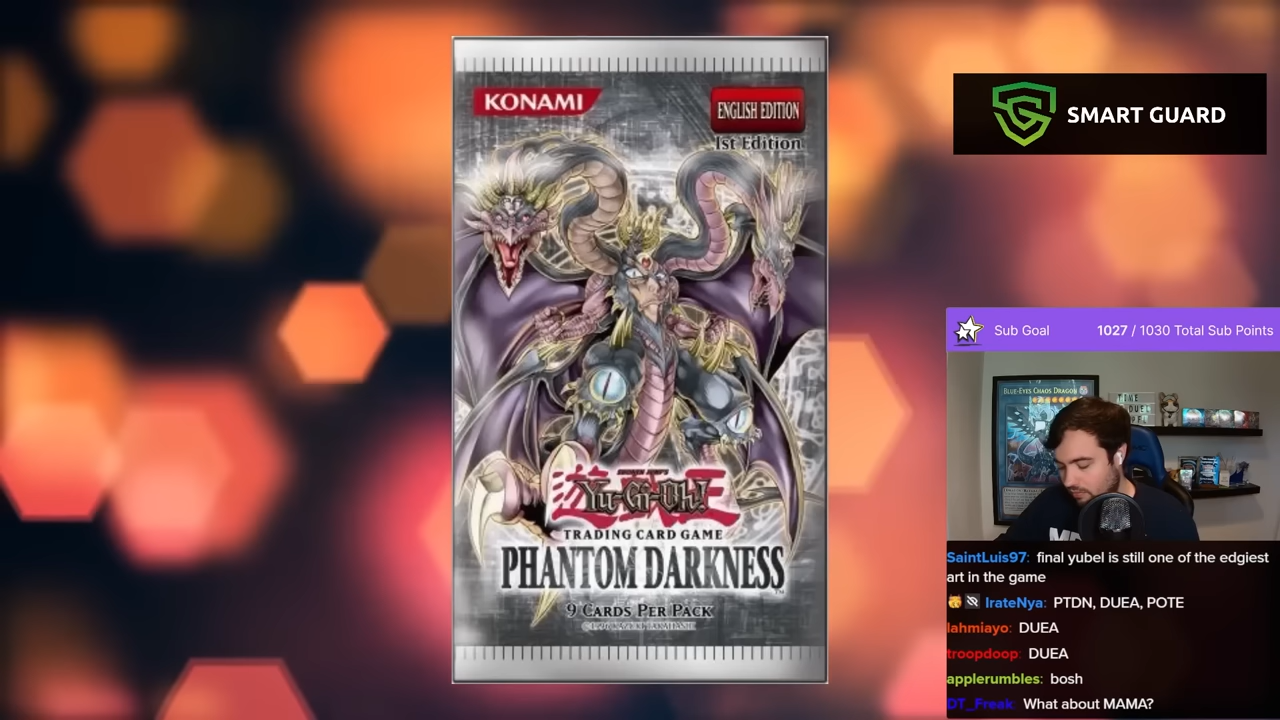 KONAMI
ENGLISH EDITION
1st Edition
Yu-Gi-Oh!
TRADING CARD GAME
PHANTOM DARKNESS
9 CARDS PER PACK
SMART GUARD
Sub Goal 1027 / 1030 Total Sub Points
BLUE-EYES CHAOS DRAGON
SaintLuis97: final yubel is still one of the edgiest
art in the game
IrateNya: PTDN, DUEA, POTE
lahmiayo: DUEA
troopdoop: DUEA
applerumbles: bosh
DT_Freak: What about MAMA?